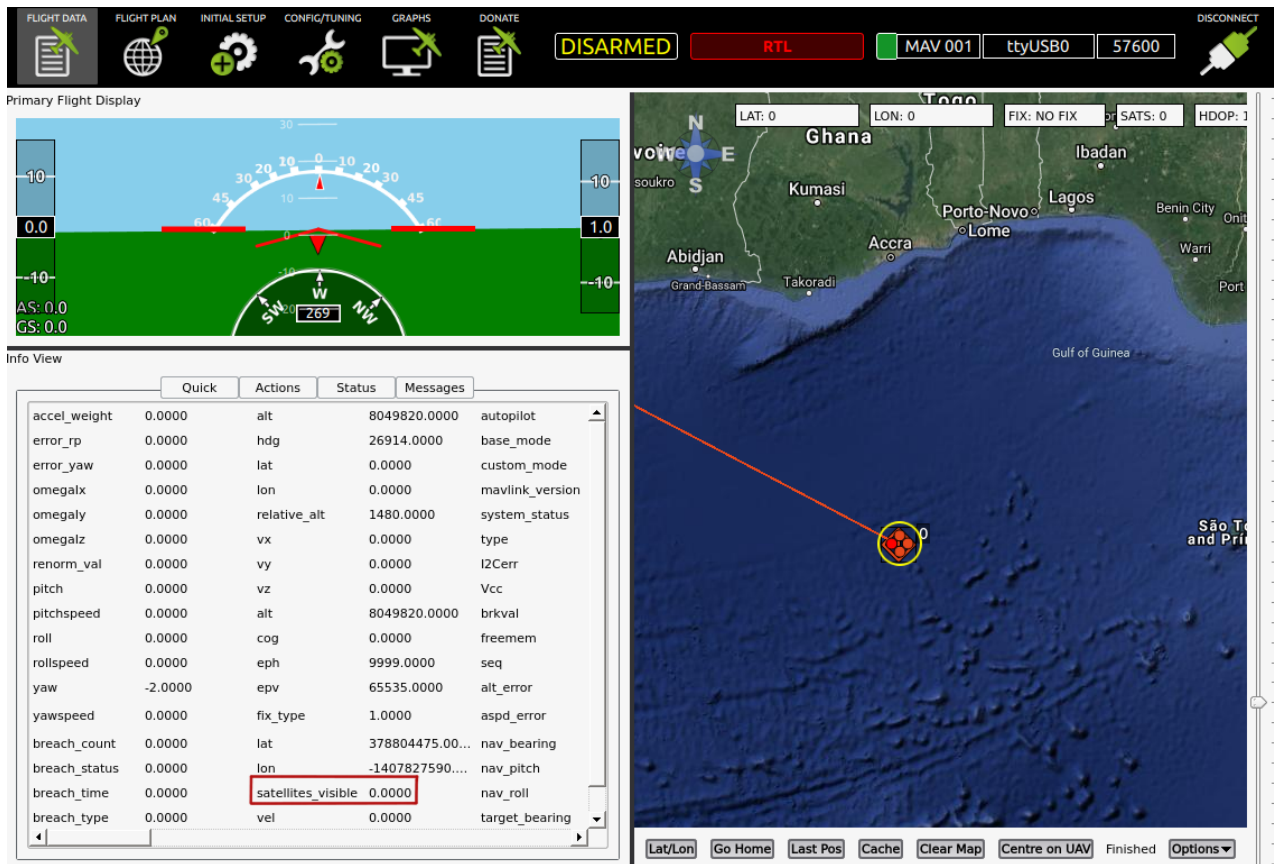 FLIGHT DATA FLIGHT PLAN INITIAL SETUP CONFIG/TUNING GRAPHS DONATE DISCONNECT
DISARMED RTL MAV 001 ttyUSB0 57600
Primary Flight Display
30
60 45 30 20 10 0 10 20 30 45
10
0
-10
10
0.0
-10
10
1.0
-10
AS: 0.0
GS: 0.0
SW W NW
20
269
Info View
Quick Actions Status Messages
accel_weight 0.0000 alt 8049820.0000 autopilot
error_rp 0.0000 hdg 26914.0000 base_mode
error_yaw 0.0000 lat 0.0000 custom_mode
omegaIx 0.0000 lon 0.0000 mavlink_version
omegaIy 0.0000 relative_alt 1480.0000 system_status
omegaIz 0.0000 vx 0.0000 type
renorm_val 0.0000 vy 0.0000 I2Cerr
pitch 0.0000 vz 0.0000 Vcc
pitchspeed 0.0000 alt 8049820.0000 brkval
roll 0.0000 cog 0.0000 freemem
rollspeed 0.0000 eph 9999.0000 seq
yaw -2.0000 epv 65535.0000 alt_error
yawspeed 0.0000 fix_type 1.0000 aspd_error
breach_count 0.0000 lat 378804475.00... nav_bearing
breach_status 0.0000 lon -1407827590.... nav_pitch
breach_time 0.0000 satellites_visible 0.0000 nav_roll
breach_type 0.0000 vel 0.0000 target_bearing
LAT: 0 LON: 0 FIX: NO FIX SATS: 0 HDOP: 1
N
W E
S
Togo
Ghana
Ibadan
soukro
Kumasi
Lagos
Porto-Novo
Benin City
Onit
Lome
Accra
Warri
Abidjan
Grand-Bassam
Takoradi
Port
Gulf of Guinea
0
São To
and Prín
Lat/Lon Go Home Last Pos Cache Clear Map Centre on UAV Finished Options